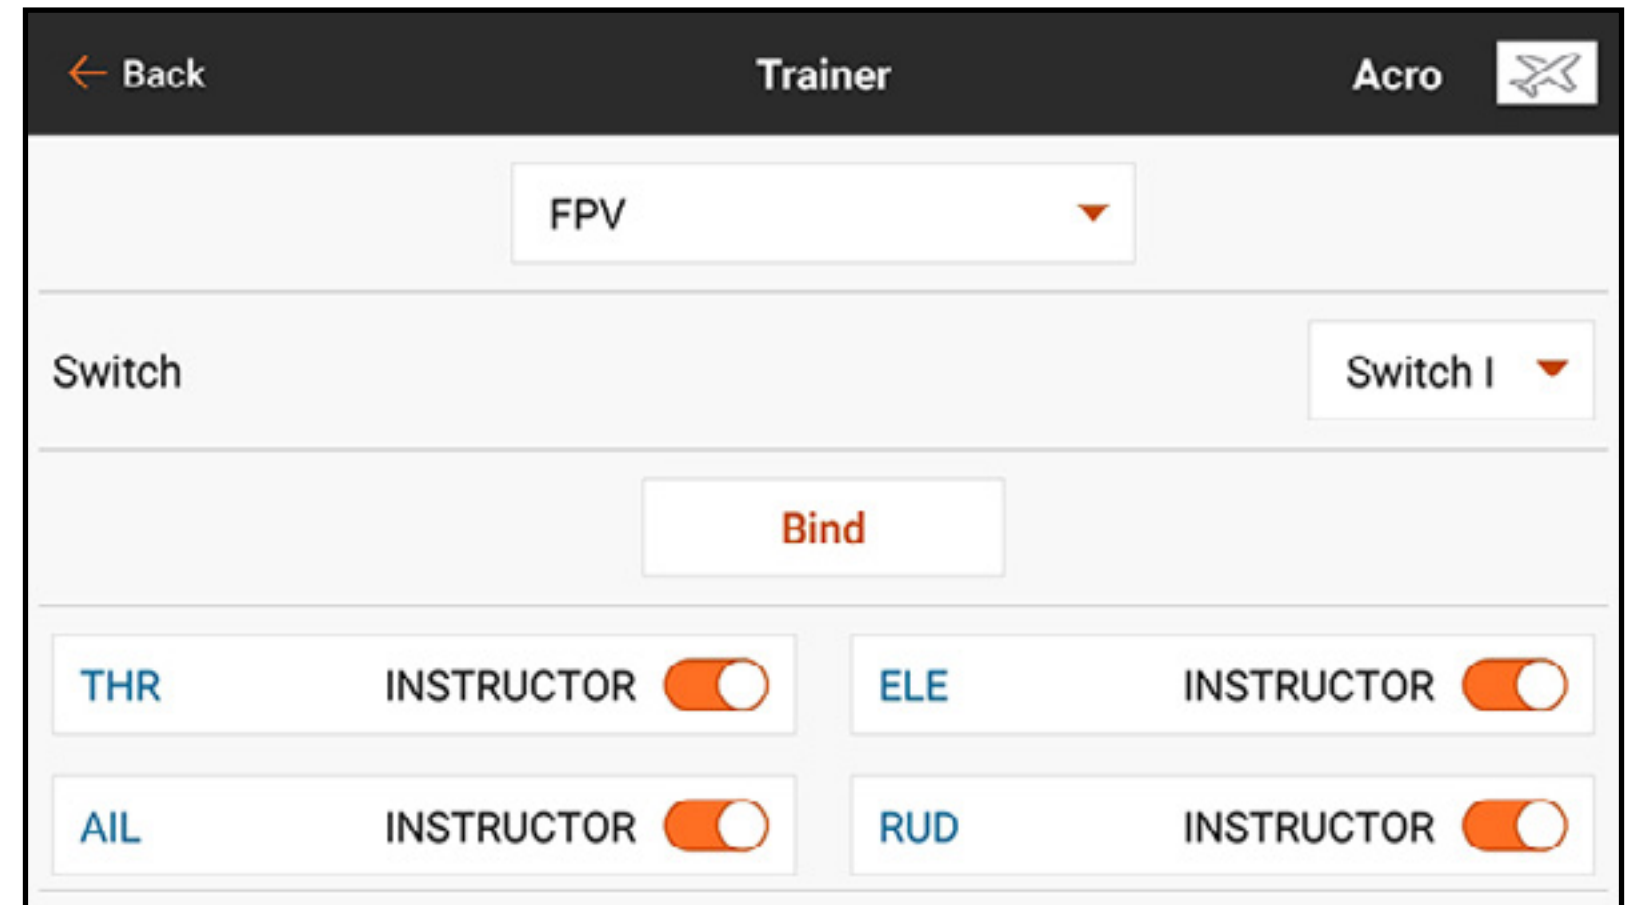 Back Trainer Acro
FPV
Switch Switch I
Bind
THR INSTRUCTOR ELE INSTRUCTOR
AIL INSTRUCTOR RUD INSTRUCTOR